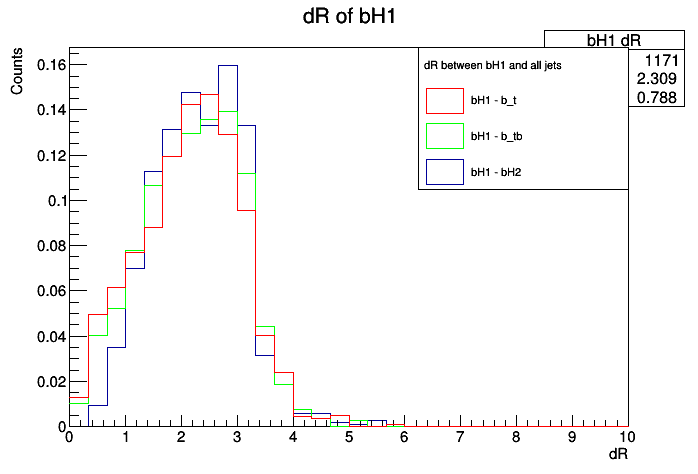 dR of bH1
bH1 dR
1171
2.309
0.788
dR between bH1 and all jets
bH1 - b_t
bH1 - b_tb
bH1 - bH2
Counts
0.16
0.14
0.12
0.1
0.08
0.06
0.04
0.02
0
0 1 2 3 4 5 6 7 8 9 10
dR